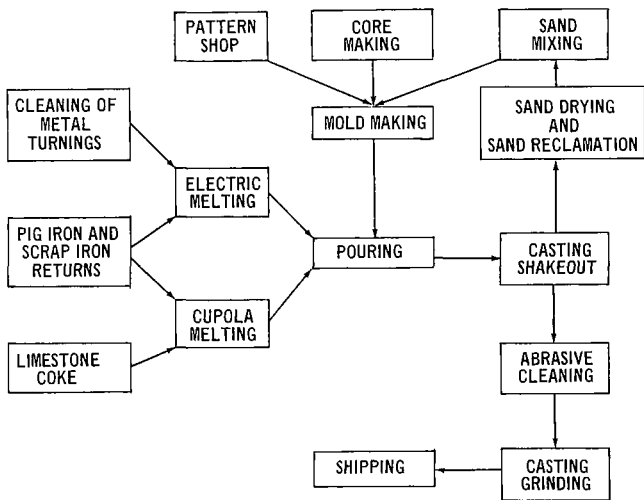 PATTERN
SHOP
CORE
MAKING
SAND
MIXING
CLEANING OF
METAL
TURNINGS
MOLD MAKING
SAND DRYING
AND
SAND RECLAMATION
ELECTRIC
MELTING
PIG IRON AND
SCRAP IRON
RETURNS
POURING
CASTING
SHAKEOUT
CUPOLA
MELTING
LIMESTONE
COKE
ABRASIVE
CLEANING
SHIPPING
CASTING
GRINDING